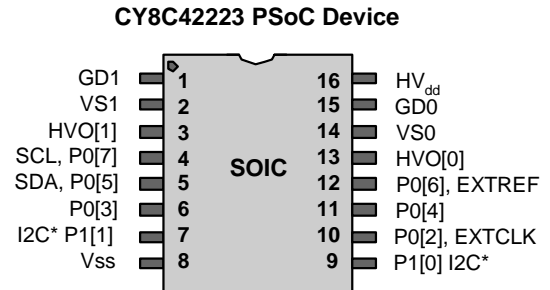 CY8C42223 PSoC Device
GD1 1 16 HVdd
VS1 2 15 GD0
HVO[1] 3 14 VS0
SCL, P0[7] 4 13 HVO[0]
SOIC
SDA, P0[5] 5 12 P0[6], EXTREF
P0[3] 6 11 P0[4]
I2C* P1[1] 7 10 P0[2], EXTCLK
Vss 8 9 P1[0] I2C*